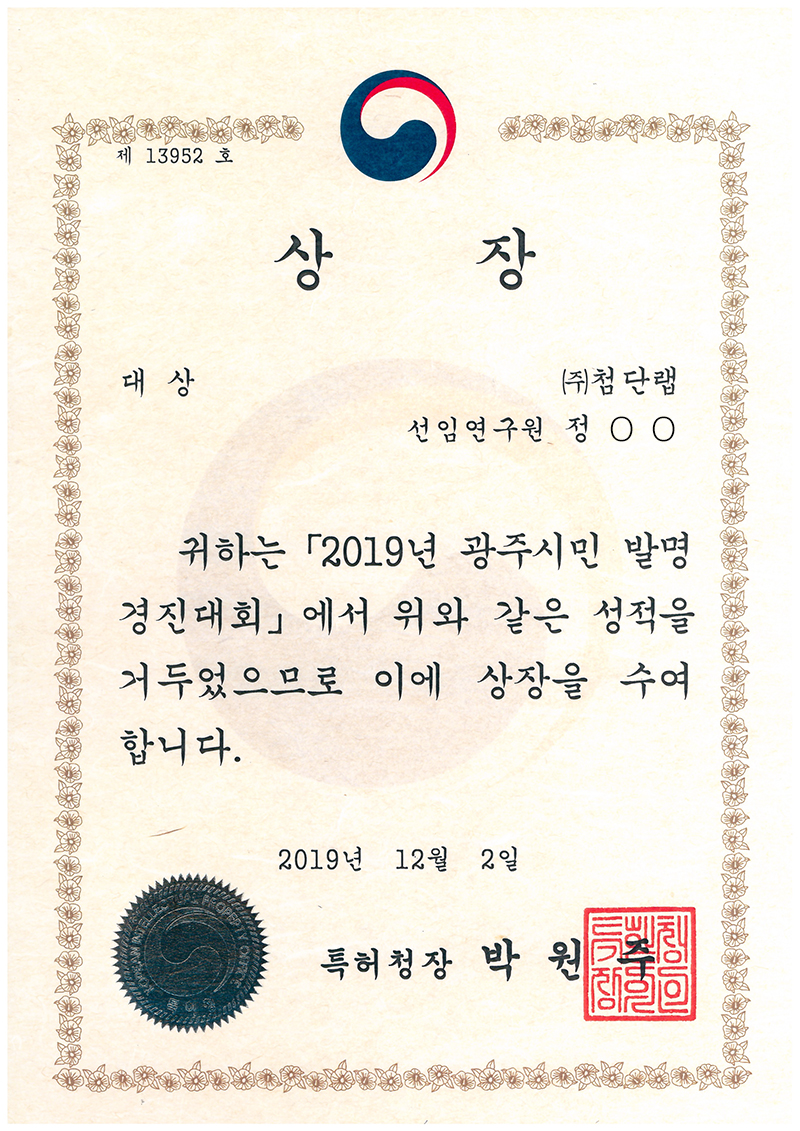 제 13952 호
상 장
대 상
㈜첨단랩
선임연구원 정 ○ ○
귀하는 「2019년 광주시민 발명
경진대회」에서 위와 같은 성적을
거두었으므로 이에 상장을 수여
합니다.
2019년 12월 2일
특허청장 박 원 주